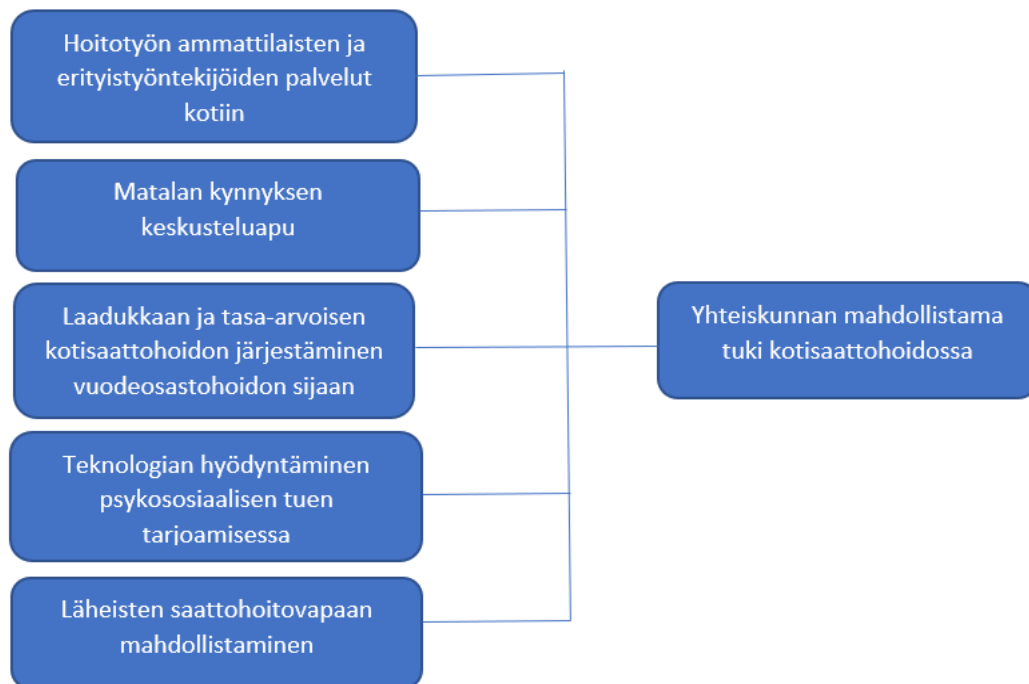 Hoitotyön ammattilaisten ja
erityistyöntekijöiden palvelut
kotiin
Matalan kynnyksen
keskusteluapu
Laadukkaan ja tasa-arvoisen
kotisaattohoidon järjestäminen
vuodeosastohoidon sijaan
Teknologian hyödyntäminen
psykososiaalisen tuen
tarjoamisessa
Läheisten saattohoitovapaan
mahdollistaminen
Yhteiskunnan mahdollistama
tuki kotisaattohoidossa